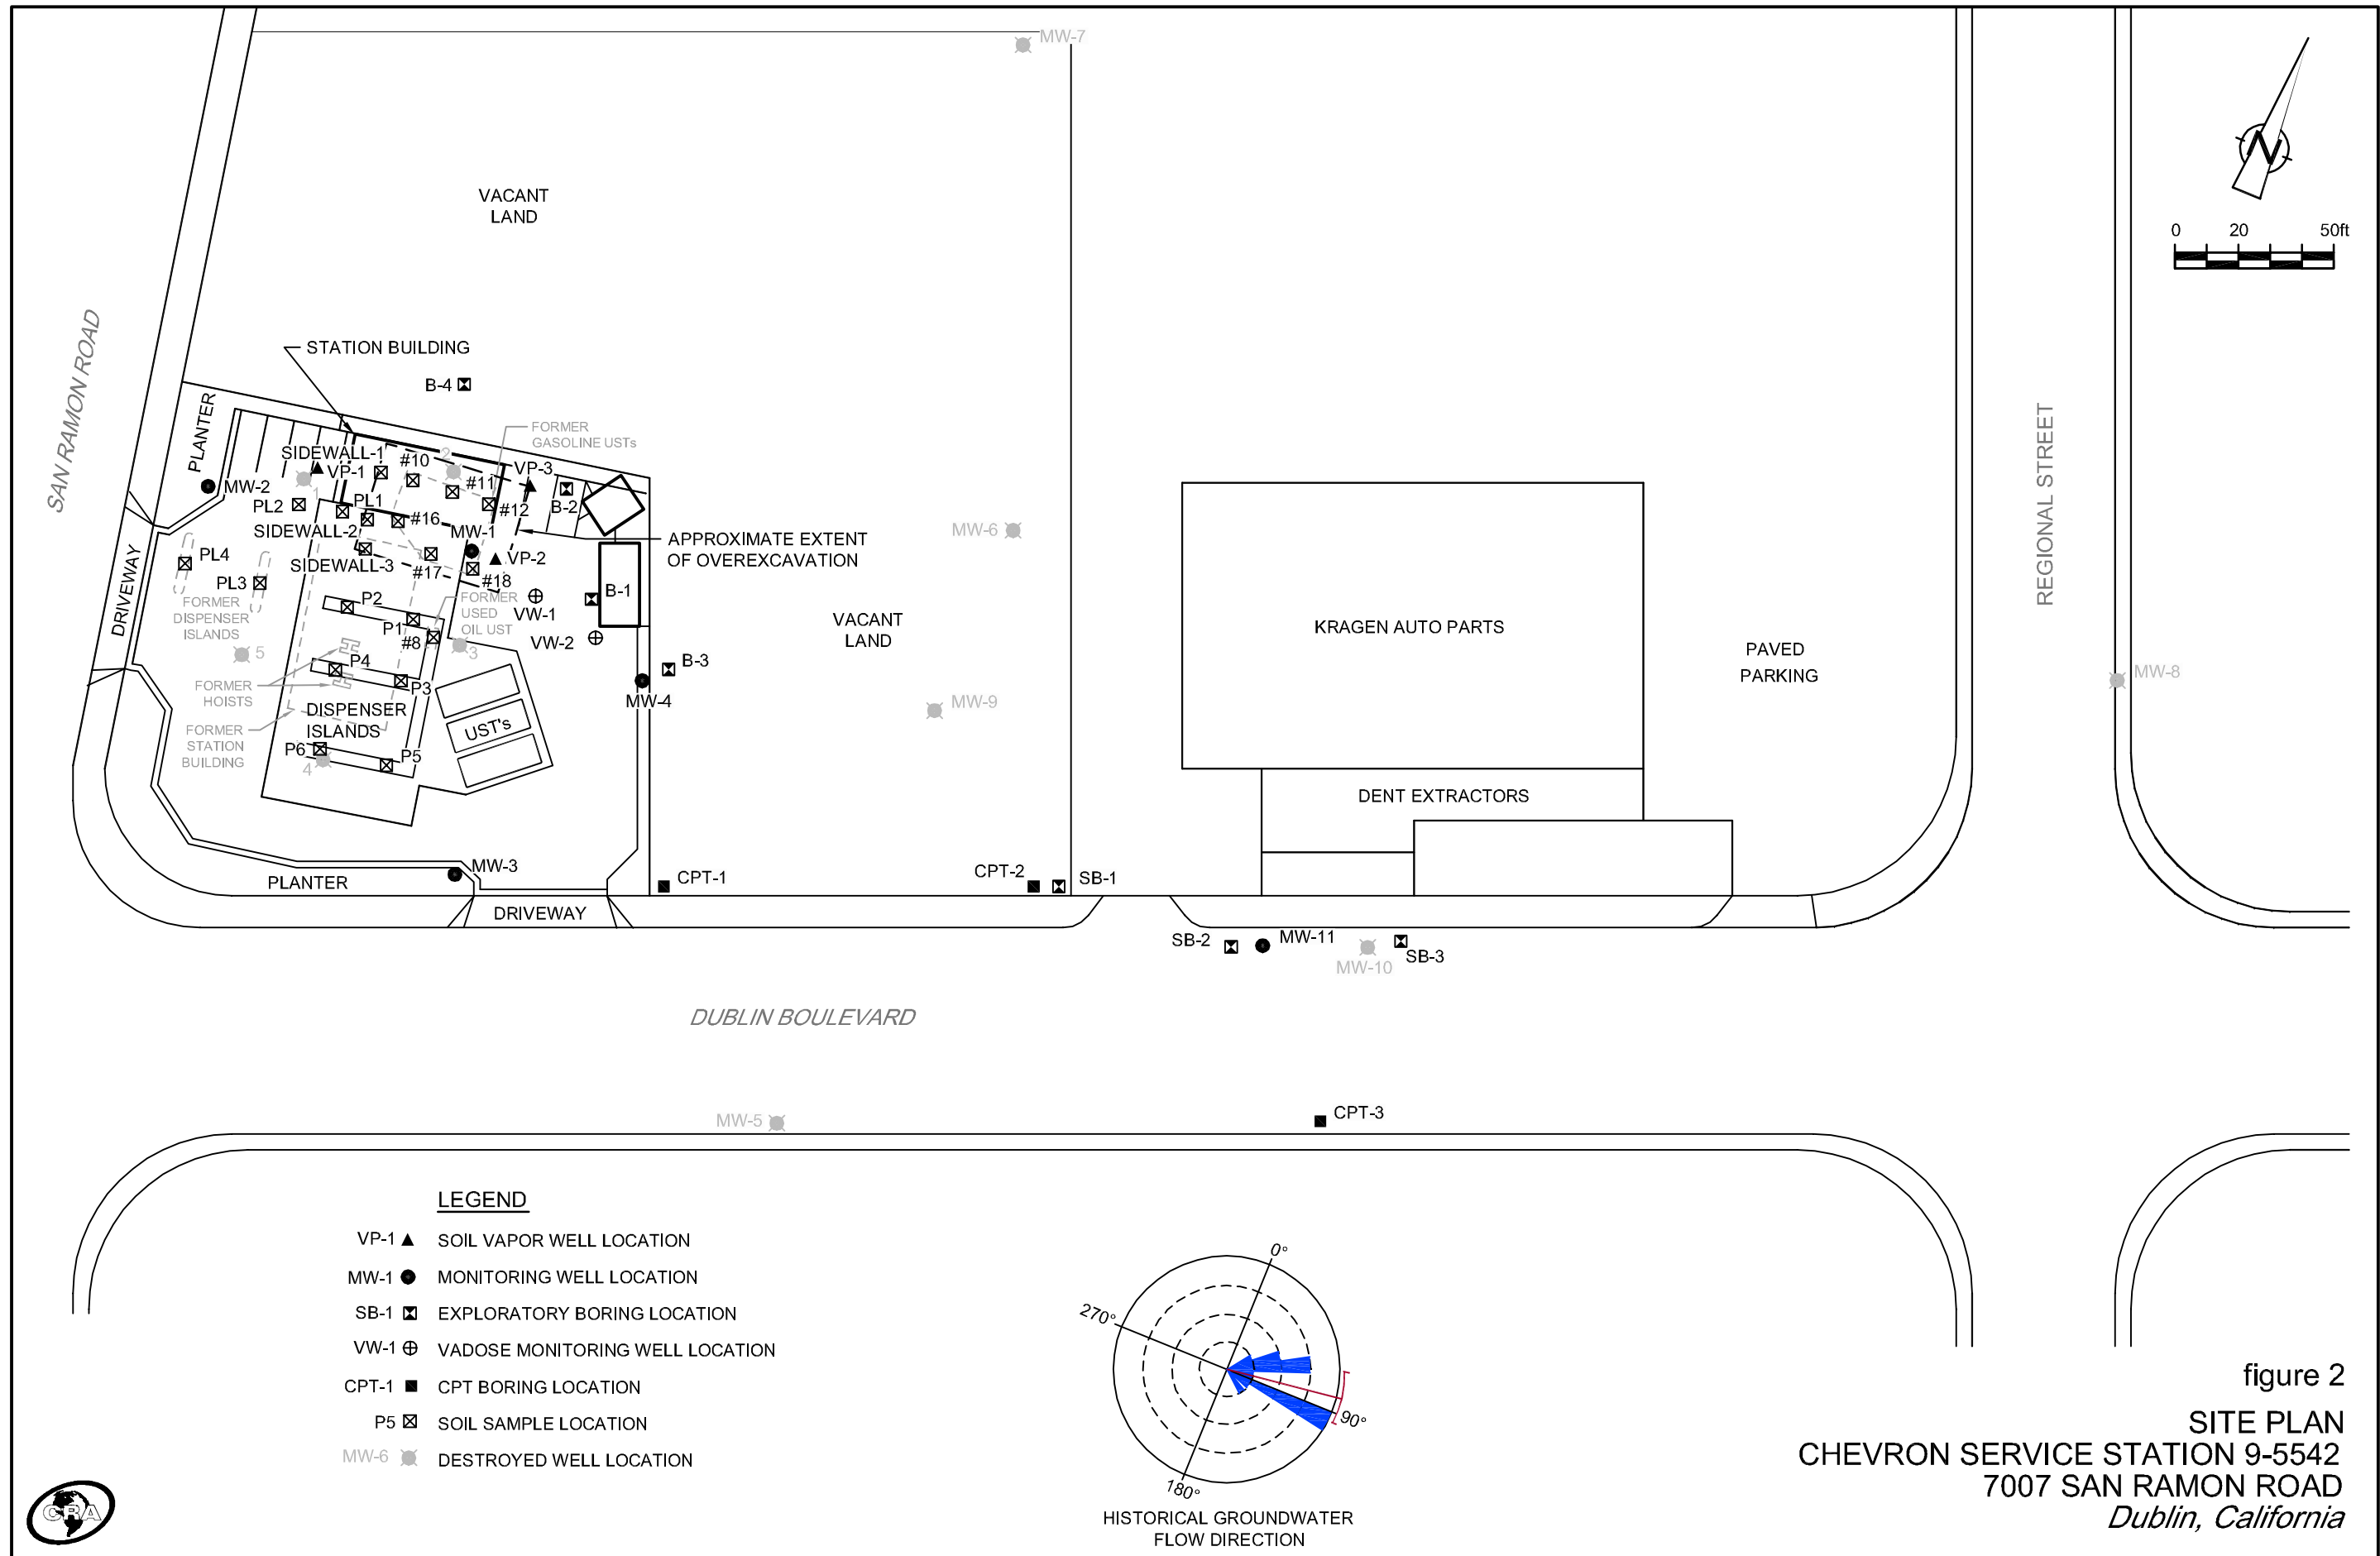 MW-7
N
0 20 50ft
VACANT
LAND
SAN RAMON ROAD
STATION BUILDING
B-4
PLANTER
FORMER
GASOLINE USTs
SIDEWALL-1
#10
2
VP-3
VP-1
1
#11
MW-2
PL2
PL1
#12
B-2
#16
SIDEWALL-2
MW-1
MW-6
APPROXIMATE EXTENT
OF OVEREXCAVATION
PL4
SIDEWALL-3
VP-2
#17
#18
PL3
DRIVEWAY
FORMER
DISPENSER
ISLANDS
P2
FORMER
USED
OIL UST
VW-1
B-1
P1
#8
3
VW-2
5
P4
B-3
FORMER
HOISTS
P3
MW-4
DISPENSER
ISLANDS
UST's
FORMER
STATION
BUILDING
P6
P5
4
VACANT
LAND
MW-9
KRAGEN AUTO PARTS
PAVED
PARKING
REGIONAL STREET
MW-8
DENT EXTRACTORS
MW-3
PLANTER
DRIVEWAY
CPT-1
CPT-2
SB-1
SB-2
MW-11
MW-10
SB-3
DUBLIN BOULEVARD
MW-5
CPT-3
LEGEND
VP-1 SOIL VAPOR WELL LOCATION
MW-1 MONITORING WELL LOCATION
SB-1 EXPLORATORY BORING LOCATION
VW-1 VADOSE MONITORING WELL LOCATION
CPT-1 CPT BORING LOCATION
P5 SOIL SAMPLE LOCATION
MW-6 DESTROYED WELL LOCATION
0°
270°
90°
180°
HISTORICAL GROUNDWATER
FLOW DIRECTION
CRA
figure 2
SITE PLAN
CHEVRON SERVICE STATION 9-5542
7007 SAN RAMON ROAD
Dublin, California